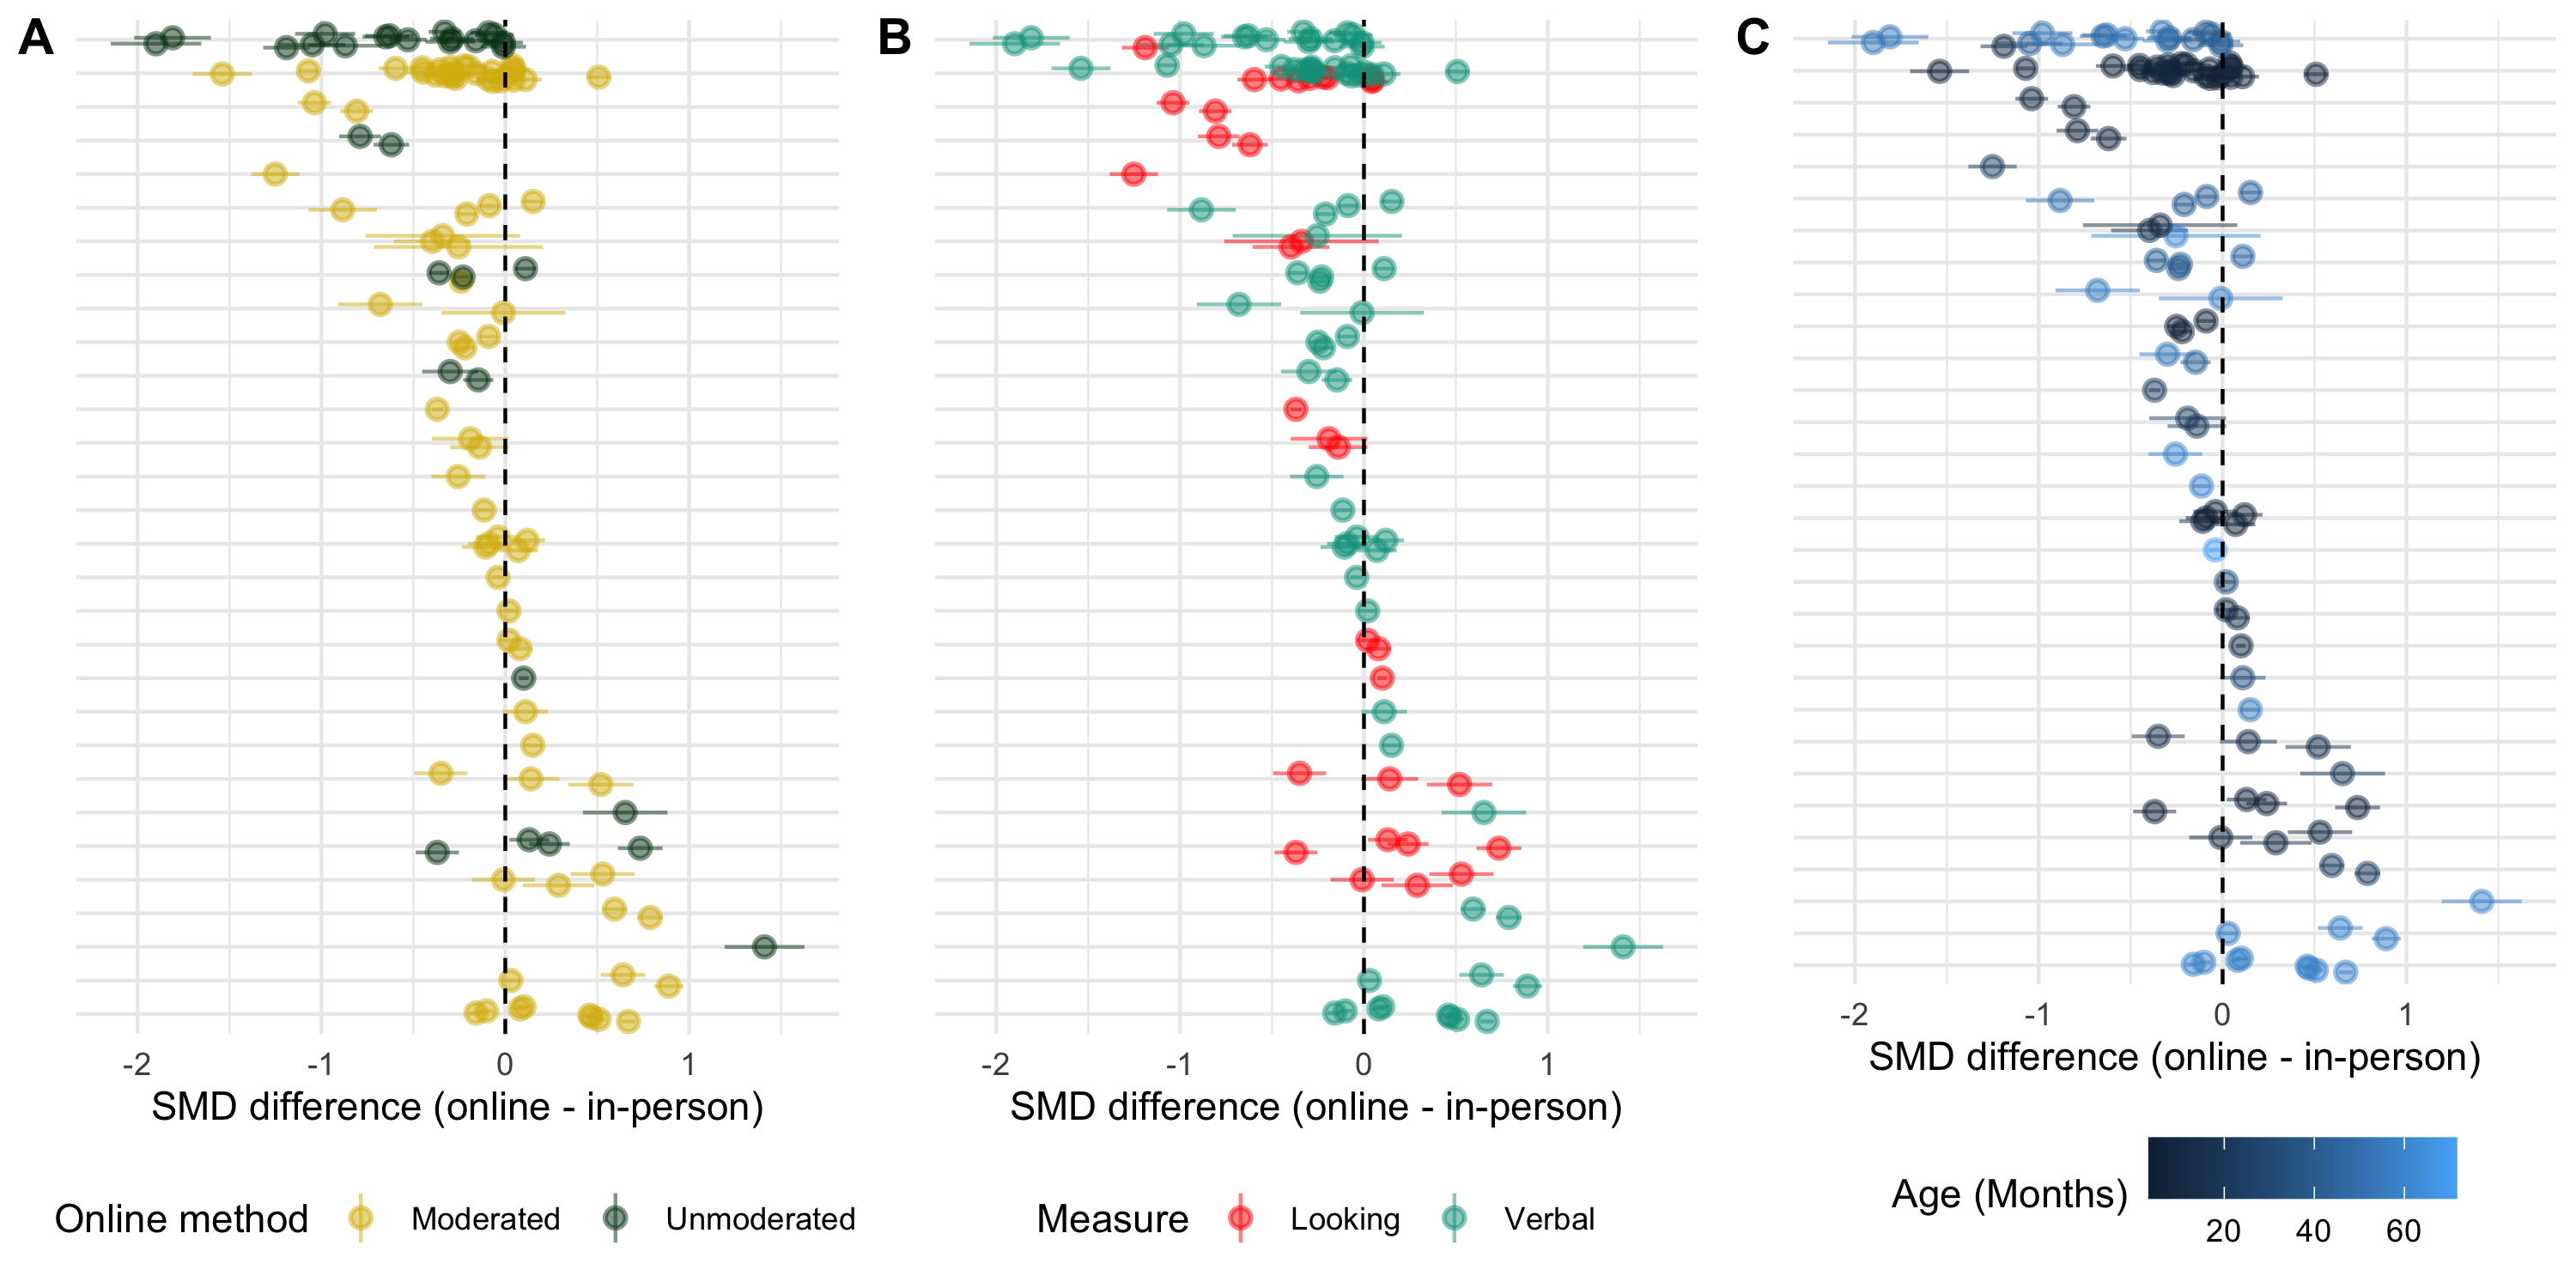 A B C
-2 -1 0 1
SMD difference (online - in-person)
Online method Moderated Unmoderated
-2 -1 0 1
SMD difference (online - in-person)
Measure Looking Verbal
-2 -1 0 1
SMD difference (online - in-person)
Age (Months)
20 40 60